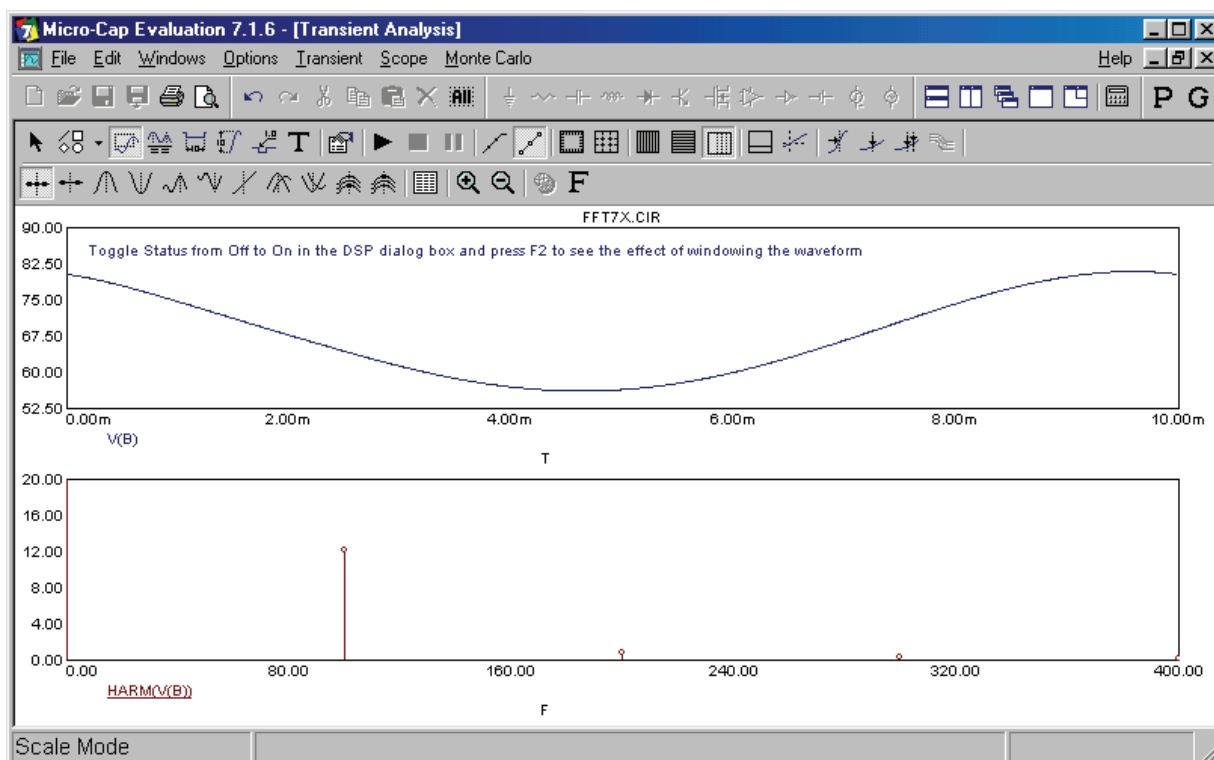 Micro-Cap Evaluation 7.1.6 - [Transient Analysis]
File Edit Windows Options Transient Scope Monte Carlo Help
All P G
T
F
FFT7X.CIR
90.00
Toggle Status from Off to On in the DSP dialog box and press F2 to see the effect of windowing the waveform
82.50
75.00
67.50
60.00
52.50
0.00m 2.00m 4.00m 6.00m 8.00m 10.00m
V(B)
T
20.00
16.00
12.00
8.00
4.00
0.00
0.00 80.00 160.00 240.00 320.00 400.00
HARM(V(B))
F
Scale Mode